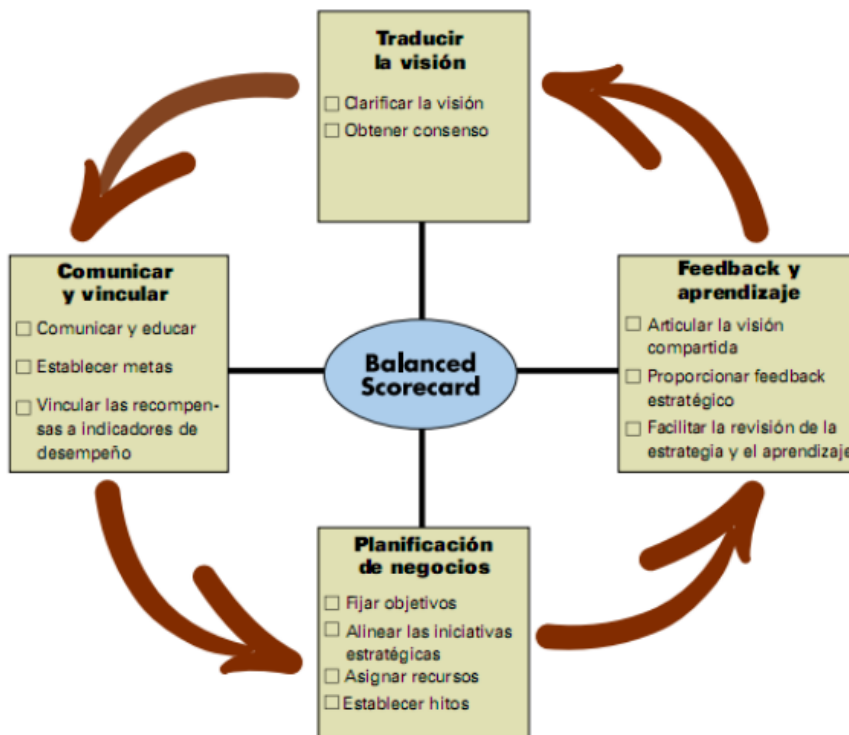 Traducir
la visión
☐ Clarificar la visión
☐ Obtener consenso
Comunicar
y vincular
☐ Comunicar y educar
☐ Establecer metas
☐ Vincular las recompen-
sas a indicadores de
desempeño
Balanced
Scorecard
Feedback y
aprendizaje
☐ Articular la visión
compartida
☐ Proporcionar feedback
estratégico
☐ Facilitar la revisión de la
estrategia y el aprendizaje
Planificación
de negocios
☐ Fijar objetivos
☐ Alinear las iniciativas
estratégicas
☐ Asignar recursos
☐ Establecer hitos